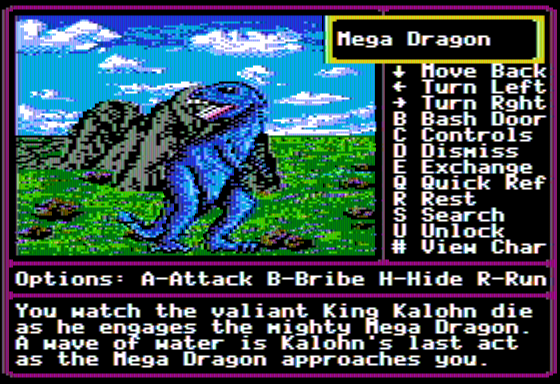 Mega Dragon
↓ Move Back
← Turn Left
→ Turn Rght
B Bash Door
C Controls
D Dismiss
E Exchange
Q Quick Ref
R Rest
S Search
U Unlock
# View Char
Options: A-Attack B-Bribe H-Hide R-Run
You watch the valiant King Kalohn die
as he engages the mighty Mega Dragon.
A wave of water is Kalohn's last act
as the Mega Dragon approaches you.